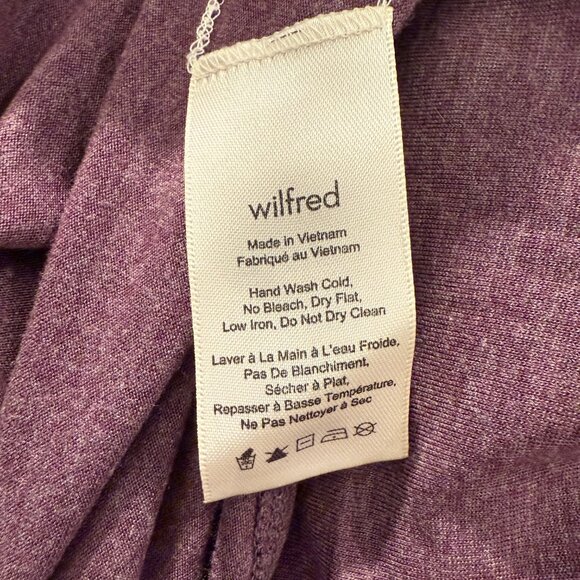 wilfred
Made in Vietnam
Fabriqué au Vietnam
Hand Wash Cold,
No Bleach, Dry Flat,
Low Iron, Do Not Dry Clean
Laver à La Main à L'eau Froide,
Pas De Blanchiment,
Sécher à Plat,
Repasser à Basse Température,
Ne Pas Nettoyer à Sec